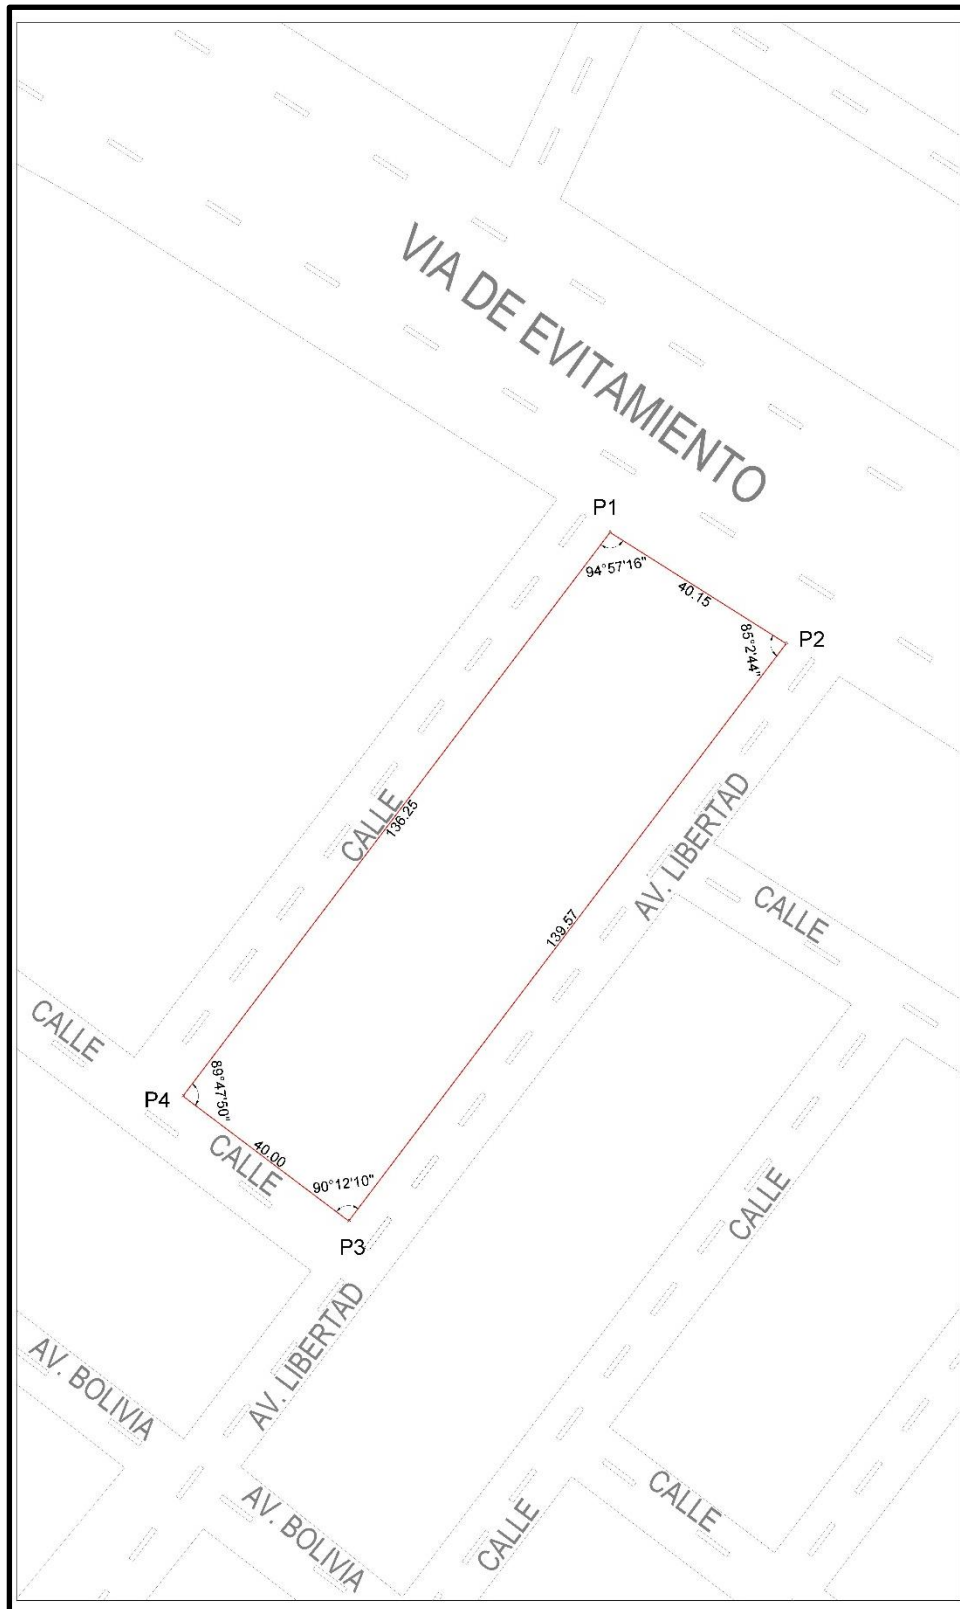 VIA DE EVITAMIENTO
P1
94°57'16"
40.15
85°2'44"
P2
CALLE
136.25
AV. LIBERTAD
CALLE
139.57
CALLE
P4
89°47'50"
40.00
CALLE
90°12'10"
P3
CALLE
AV. LIBERTAD
AV. BOLIVIA
AV. BOLIVIA
CALLE
CALLE